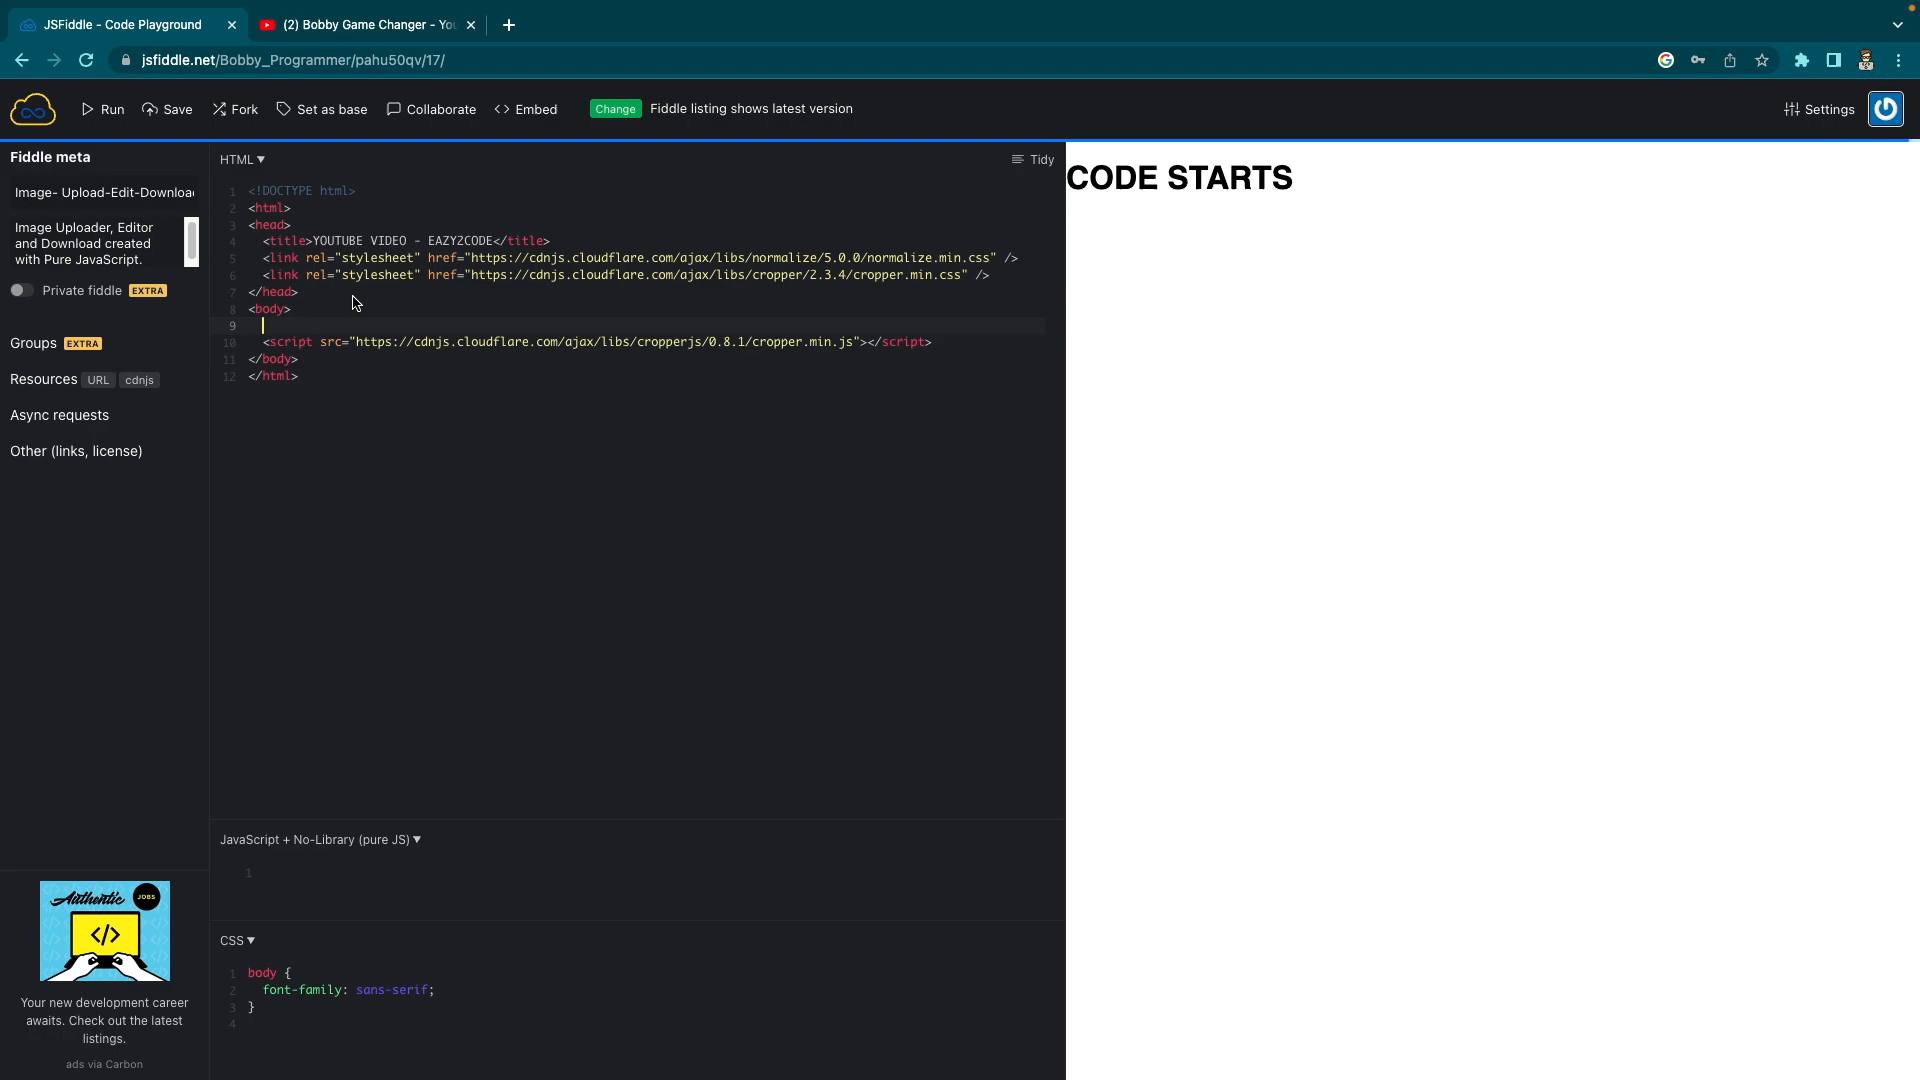 JSFiddle - Code Playground
(2) Bobby Game Changer - You
jsfiddle.net/Bobby_Programmer/pahu50qv/17/
Run
Save
Fork
Set as base
Collaborate
Embed
Change
Fiddle listing shows latest version
Settings
Fiddle meta
Image- Upload-Edit-Download
Image Uploader, Editor
and Download created
with Pure JavaScript.
Private fiddle EXTRA
Groups EXTRA
Resources URL cdnjs
Async requests
Other (links, license)
Authentic JOBS
</>
Your new development career
awaits. Check out the latest
listings.
ads via Carbon
HTML
Tidy
1 <!DOCTYPE html>
2 <html>
3 <head>
4 <title>YOUTUBE VIDEO - EAZY2CODE</title>
5 <link rel="stylesheet" href="https://cdnjs.cloudflare.com/ajax/libs/normalize/5.0.0/normalize.min.css" />
6 <link rel="stylesheet" href="https://cdnjs.cloudflare.com/ajax/libs/cropper/2.3.4/cropper.min.css" />
7 </head>
8 <body>
9
10 <script src="https://cdnjs.cloudflare.com/ajax/libs/cropperjs/0.8.1/cropper.min.js"></script>
11 </body>
12 </html>
JavaScript + No-Library (pure JS)
1
CSS
1 body {
2 font-family: sans-serif;
3 }
4
CODE STARTS